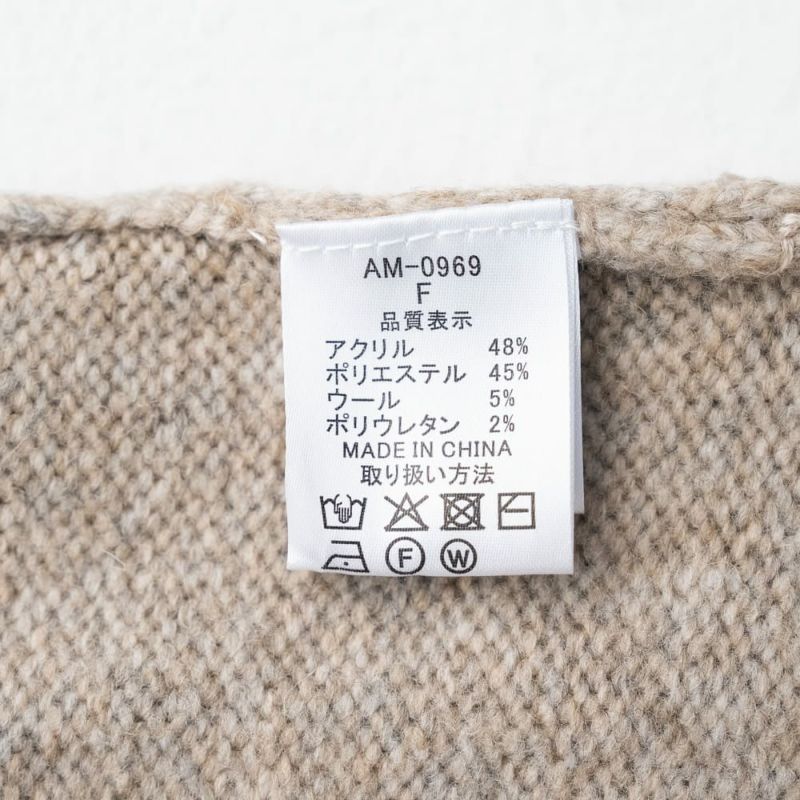 AM-0969
F
品質表示
アクリル 48%
ポリエステル 45%
ウール 5%
ポリウレタン 2%
MADE IN CHINA
取り扱い方法
F W